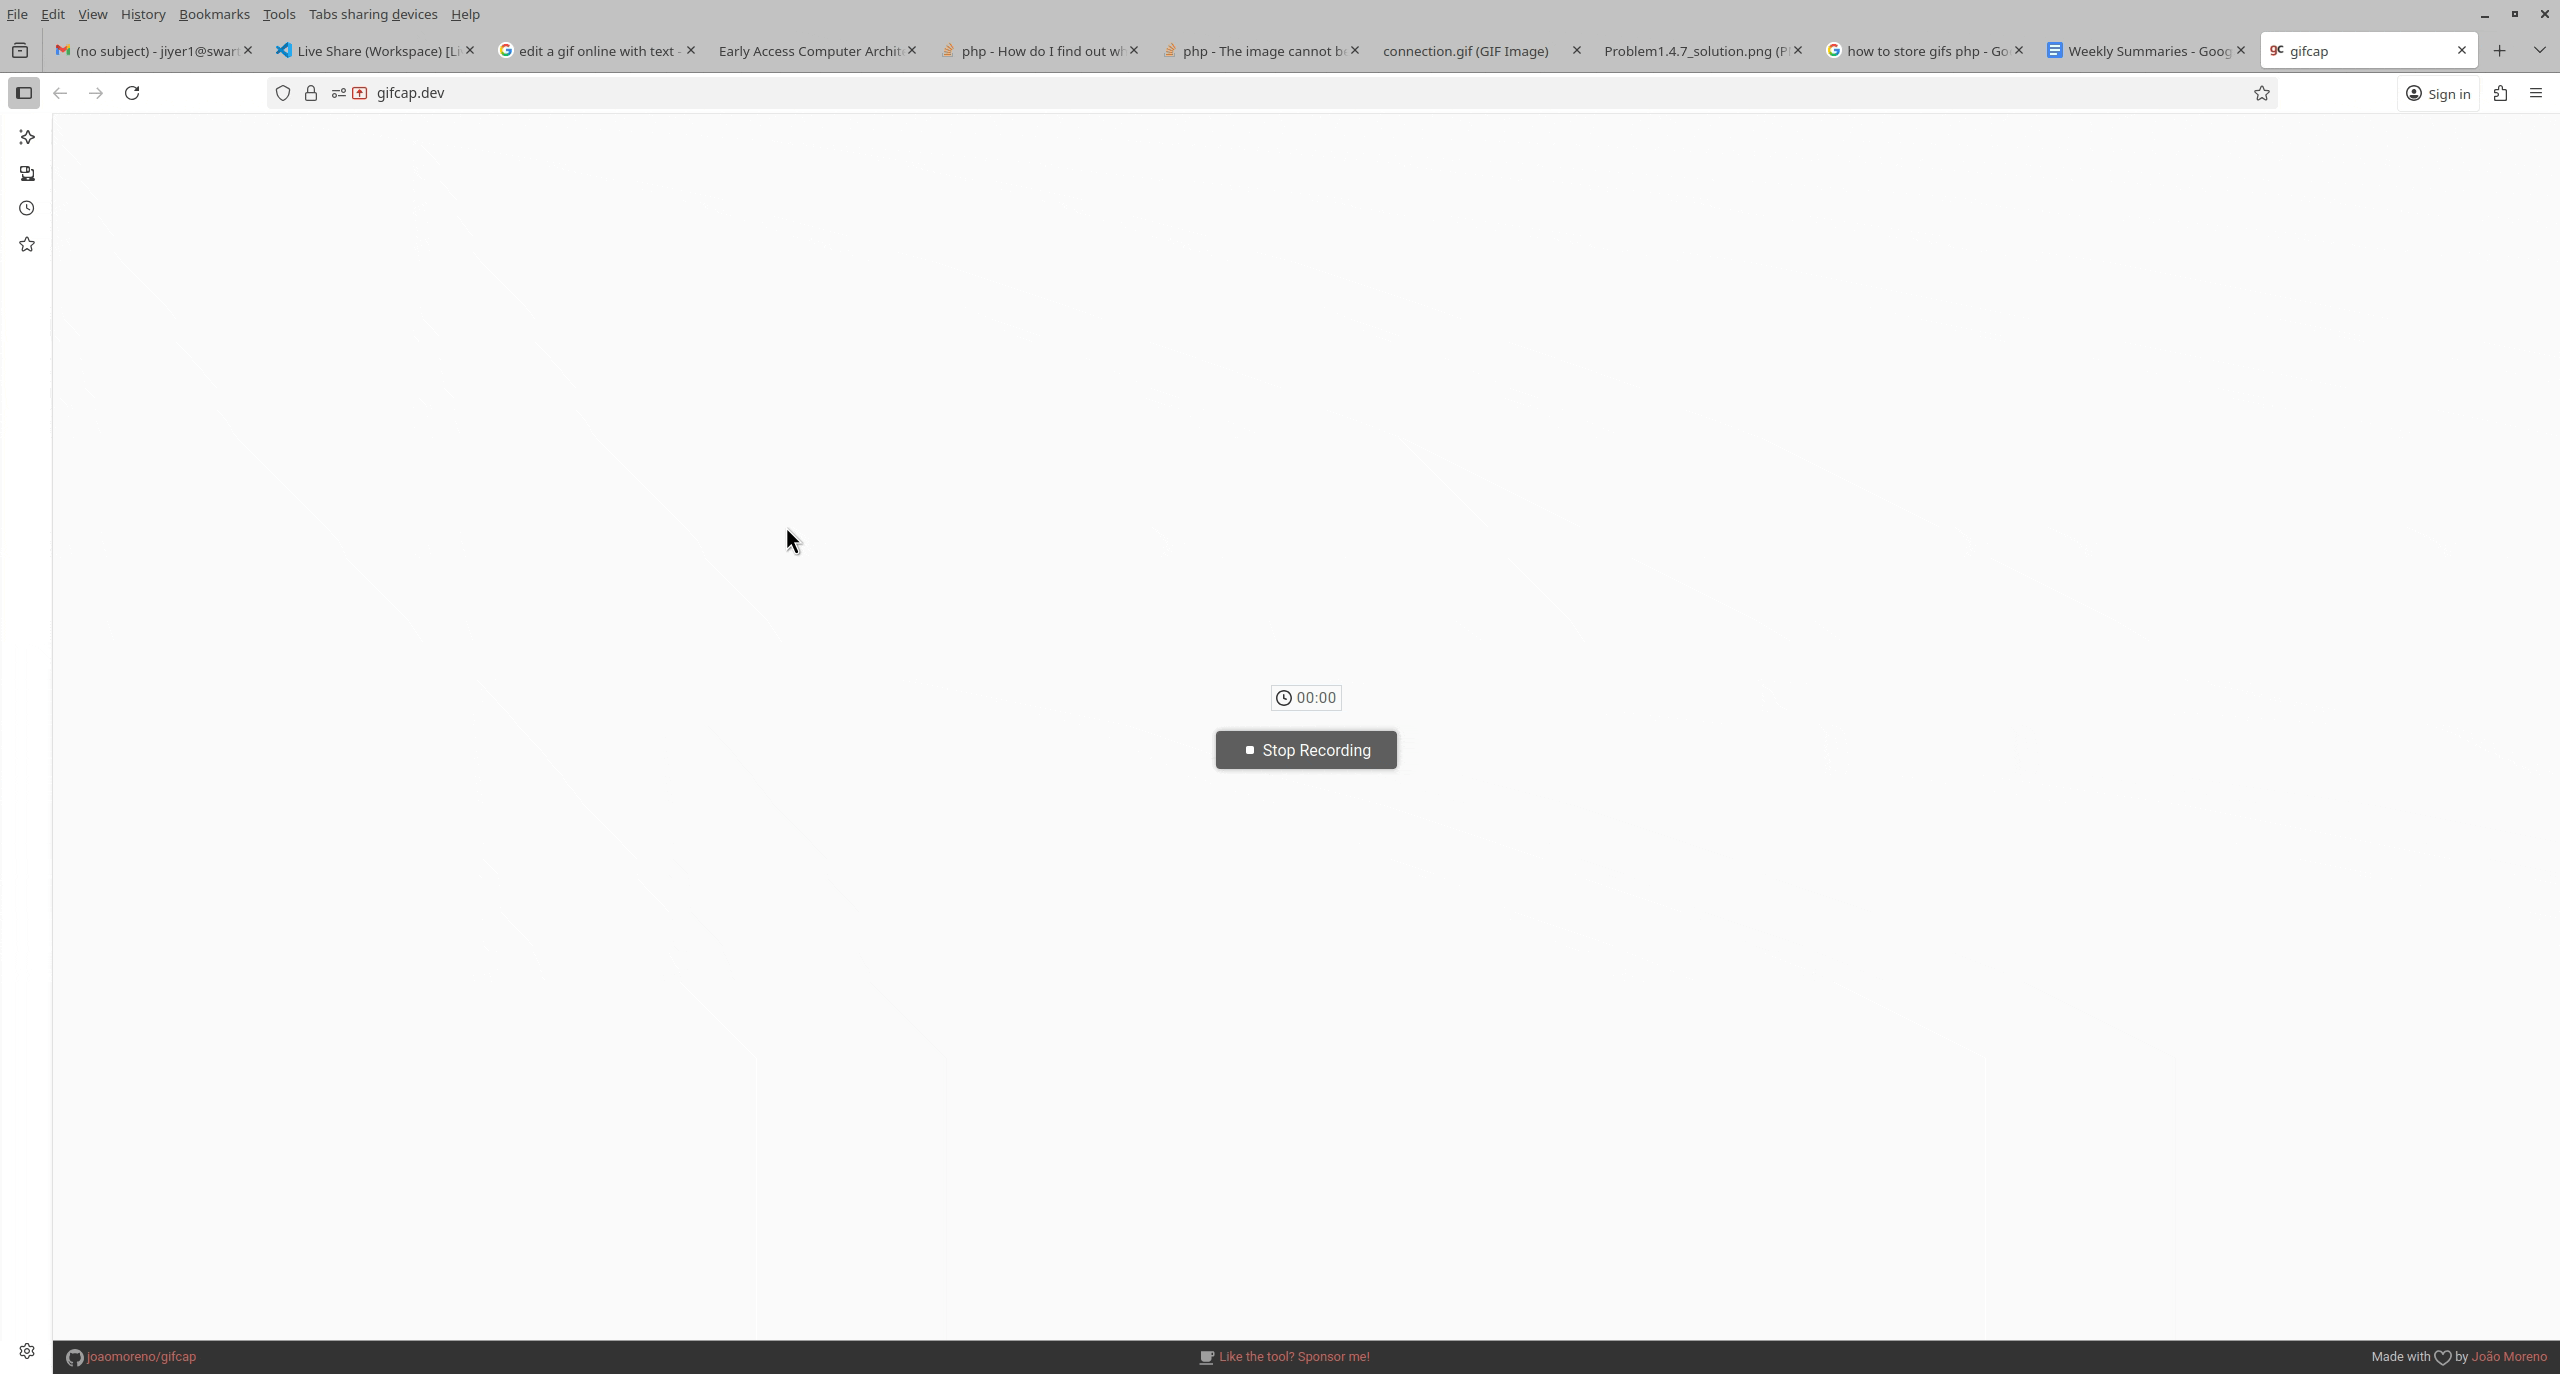 File Edit View History Bookmarks Tools Tabs sharing devices Help
(no subject) - jiyer1@swar
Live Share (Workspace) [Li
edit a gif online with text -
Early Access Computer Archit
php - How do I find out wh
php - The image cannot be
connection.gif (GIF Image)
Problem1.4.7_solution.png (P
how to store gifs php - Go
Weekly Summaries - Goog
gc gifcap
gifcap.dev
Sign in
00:00
Stop Recording
joaomoreno/gifcap
Like the tool? Sponsor me!
Made with by João Moreno